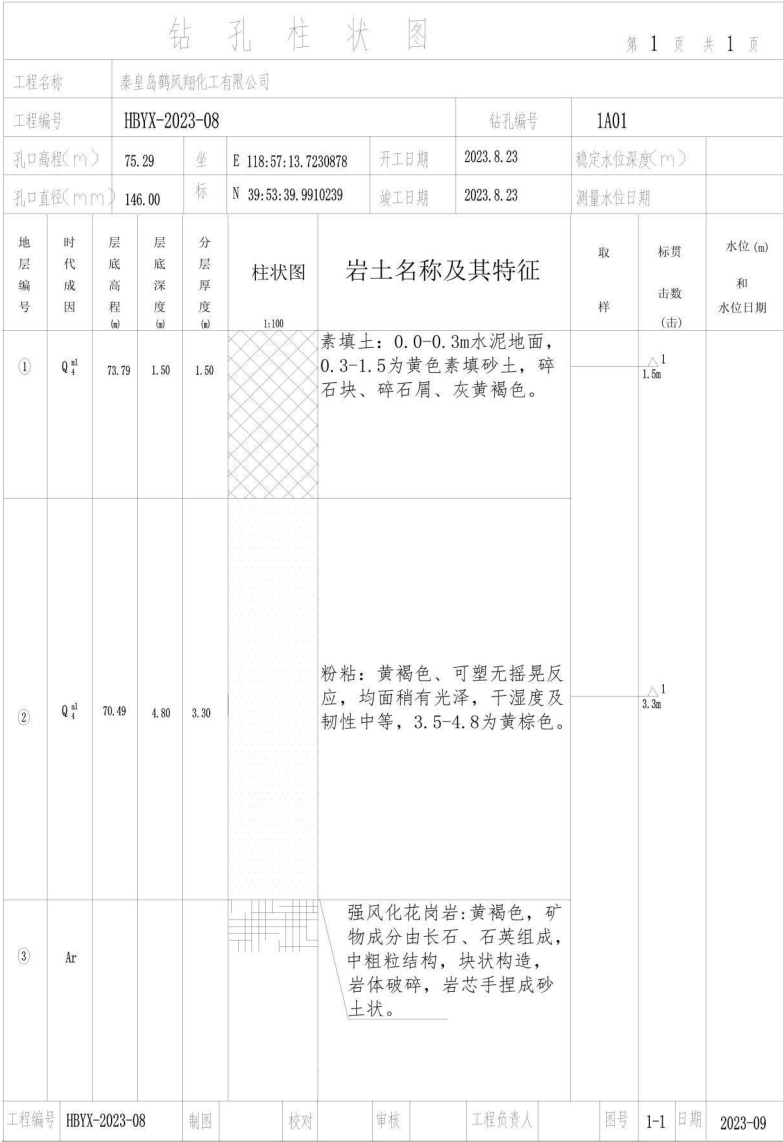 钻孔柱状图
第 1 页 共 1 页
工程名称 秦皇岛鹤凤翔化工有限公司
工程编号 HBYX-2023-08 钻孔编号 1A01
孔口高程(m) 75.29 坐 E 118:57:13.7230878 开工日期 2023.8.23 稳定水位深度(m)
孔口直径(mm) 146.00 标 N 39:53:39.9910239 竣工日期 2023.8.23 测量水位日期
地层编号 时代成因 层底高程(m) 层底深度(m) 分层厚度(m) 柱状图 1:100 岩土名称及其特征 取样 标贯击数(击) 水位(m)和水位日期
① Q4ml 73.79 1.50 1.50
素填土：0.0-0.3m水泥地面，
0.3-1.5为黄色素填砂土，碎
石块、碎石屑、灰黄褐色。
1
1.5m
② Q4al 70.49 4.80 3.30
粉粘：黄褐色、可塑无摇晃反
应，均面稍有光泽，干湿度及
韧性中等，3.5-4.8为黄棕色。
1
3.3m
③ Ar
强风化花岗岩:黄褐色，矿
物成分由长石、石英组成，
中粗粒结构，块状构造，
岩体破碎，岩芯手捏成砂
土状。
工程编号 HBYX-2023-08 制图 校对 审核 工程负责人 图号 1-1 日期 2023-09